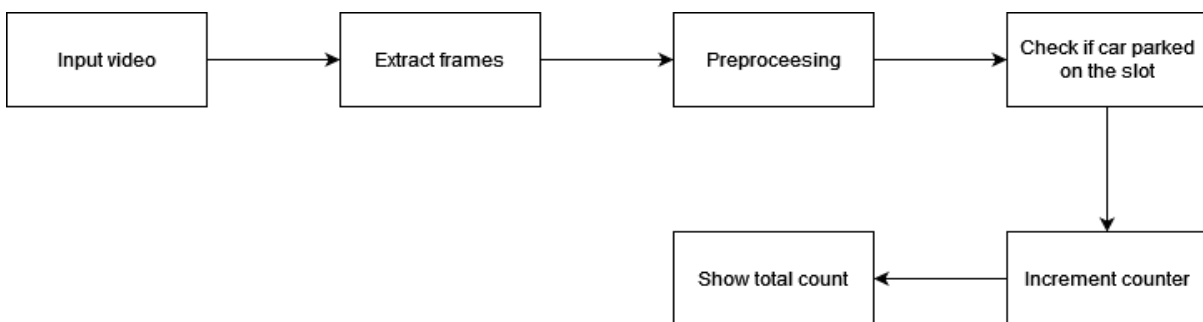 Input video
Extract frames
Preproceesing
Check if car parked
on the slot
Show total count
Increment counter